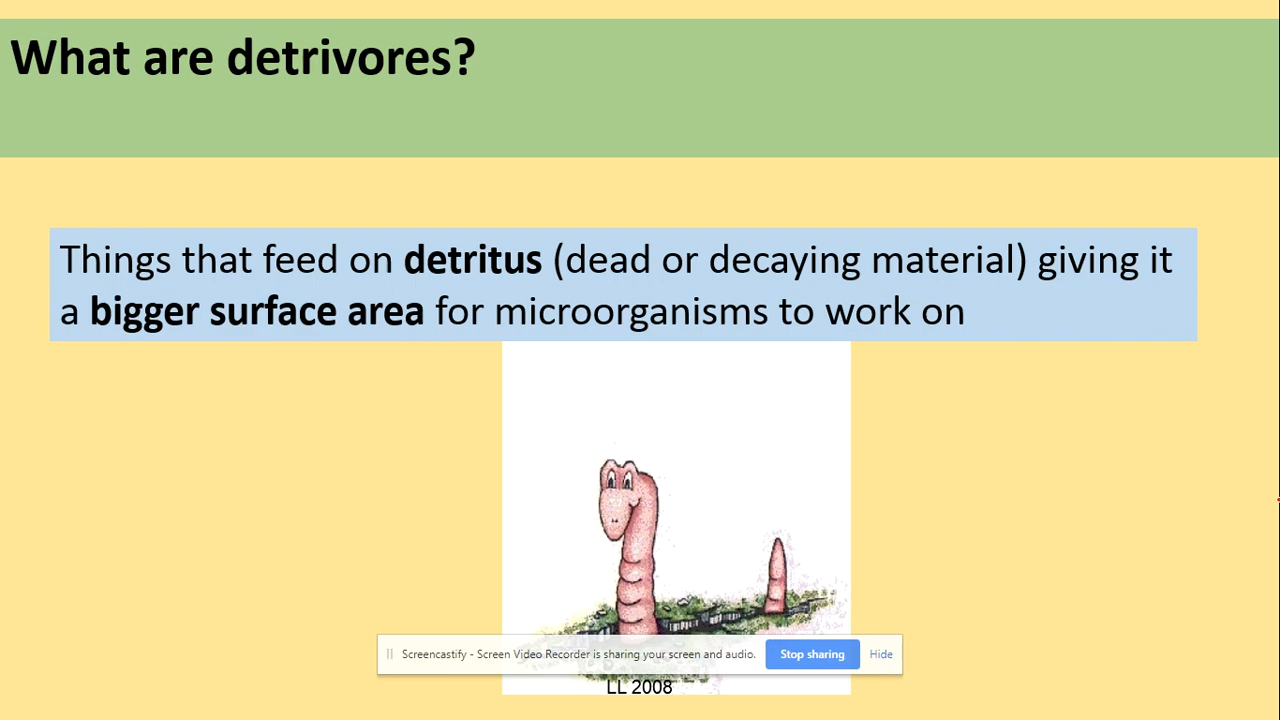 What are detrivores?
Things that feed on detritus (dead or decaying material) giving it
a bigger surface area for microorganisms to work on
Screencastify - Screen Video Recorder is sharing your screen and audio. Stop sharing Hide
LL 2008